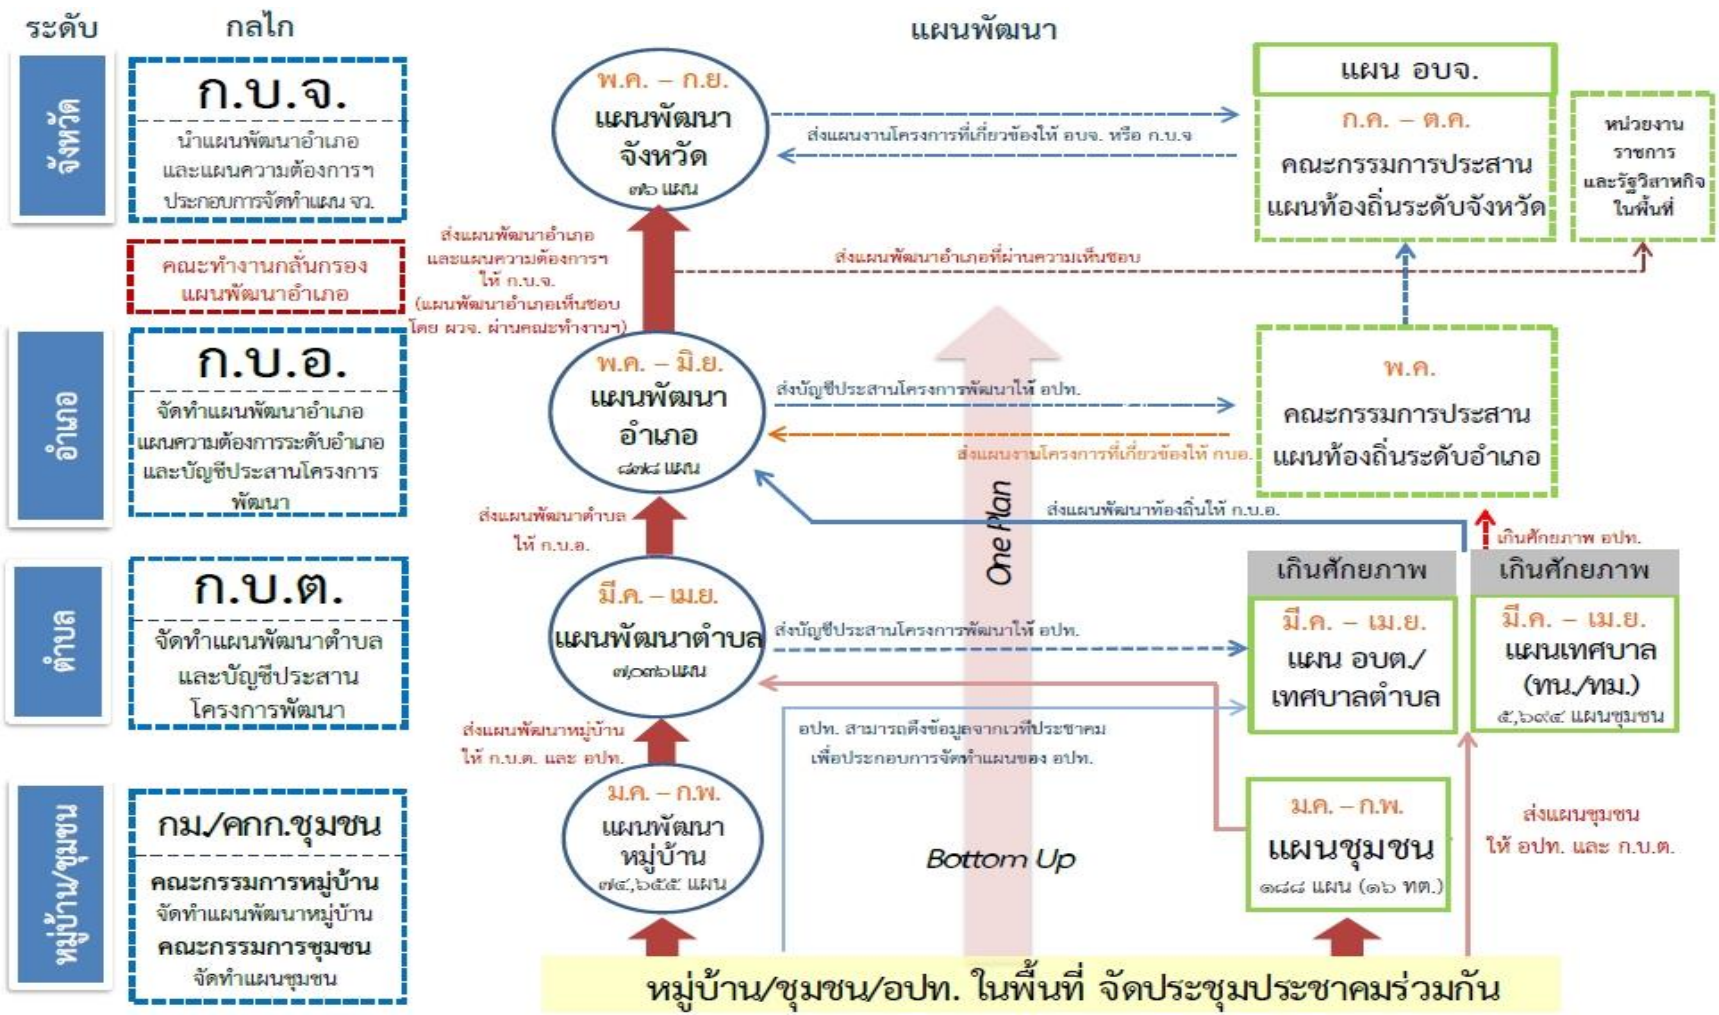 ระดับ
กลไก
แผนพัฒนา
จังหวัด
ก.บ.จ.
นำแผนพัฒนาอำเภอ
และแผนความต้องการฯ
ประกอบการจัดทำแผน จว.
พ.ค. – ก.ย.
แผนพัฒนา
จังหวัด
๗๖ แผน
ส่งแผนงานโครงการที่เกี่ยวข้องให้ อบจ. หรือ ก.บ.จ
แผน อบจ.
ก.ค. – ต.ค.
คณะกรรมการประสาน
แผนท้องถิ่นระดับจังหวัด
หน่วยงาน
ราชการ
และรัฐวิสาหกิจ
ในพื้นที่
คณะทำงานกลั่นกรอง
แผนพัฒนาอำเภอ
ส่งแผนพัฒนาอำเภอ
และแผนความต้องการฯ
ให้ ก.บ.จ.
(แผนพัฒนาอำเภอเห็นชอบ
โดย ผวจ. ผ่านคณะทำงานฯ)
ส่งแผนพัฒนาอำเภอที่ผ่านความเห็นชอบ
อำเภอ
ก.บ.อ.
จัดทำแผนพัฒนาอำเภอ
แผนความต้องการระดับอำเภอ
และบัญชีประสานโครงการ
พัฒนา
พ.ค. – มิ.ย.
แผนพัฒนา
อำเภอ
๘๗๘ แผน
ส่งบัญชีประสานโครงการพัฒนาให้ อปท.
ส่งแผนงานโครงการที่เกี่ยวข้องให้ กบอ.
พ.ค.
คณะกรรมการประสาน
แผนท้องถิ่นระดับอำเภอ
ส่งแผนพัฒนาท้องถิ่นให้ ก.บ.อ.
ส่งแผนพัฒนาตำบล
ให้ ก.บ.อ.
One Plan
เกินศักยภาพ อปท.
ตำบล
ก.บ.ต.
จัดทำแผนพัฒนาตำบล
และบัญชีประสาน
โครงการพัฒนา
มี.ค. – เม.ย.
แผนพัฒนาตำบล
๗,๐๓๖ แผน
ส่งบัญชีประสานโครงการพัฒนาให้ อปท.
เกินศักยภาพ
มี.ค. – เม.ย.
แผน อบต./
เทศบาลตำบล
เกินศักยภาพ
มี.ค. – เม.ย.
แผนเทศบาล
(ทน./ทม.)
๕,๖๙๔ แผนชุมชน
ส่งแผนพัฒนาหมู่บ้าน
ให้ ก.บ.ต. และ อปท.
อปท. สามารถดึงข้อมูลจากเวทีประชาคม
เพื่อประกอบการจัดทำแผนของ อปท.
หมู่บ้าน/ชุมชน
กม./คกก.ชุมชน
คณะกรรมการหมู่บ้าน
จัดทำแผนพัฒนาหมู่บ้าน
คณะกรรมการชุมชน
จัดทำแผนชุมชน
ม.ค. – ก.พ.
แผนพัฒนา
หมู่บ้าน
๗๔,๖๕๕ แผน
Bottom Up
ม.ค. – ก.พ.
แผนชุมชน
๑๘๘ แผน (๑๖ ทต.)
ส่งแผนชุมชน
ให้ อปท. และ ก.บ.ต.
หมู่บ้าน/ชุมชน/อปท. ในพื้นที่ จัดประชุมประชาคมร่วมกัน